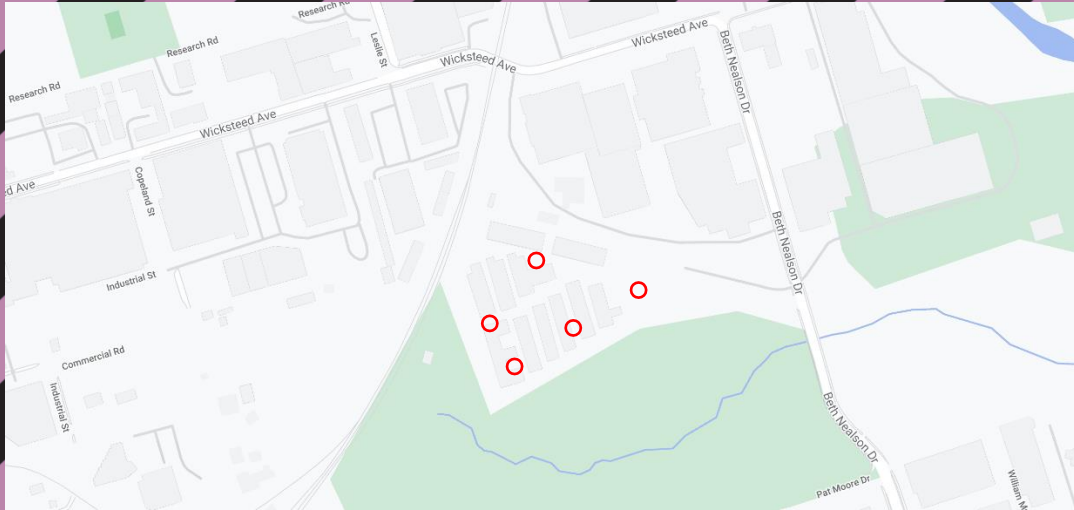 Research Rd
Research Rd
Research Rd
Leslie St
Wicksteed Ave
Wicksteed Ave
Beth Nealson Dr
Wicksteed Ave
Copeland St
ed Ave
Beth Nealson Dr
Industrial St
Commercial Rd
Industrial St
Beth Nealson Dr
Pat Moore Dr
William M